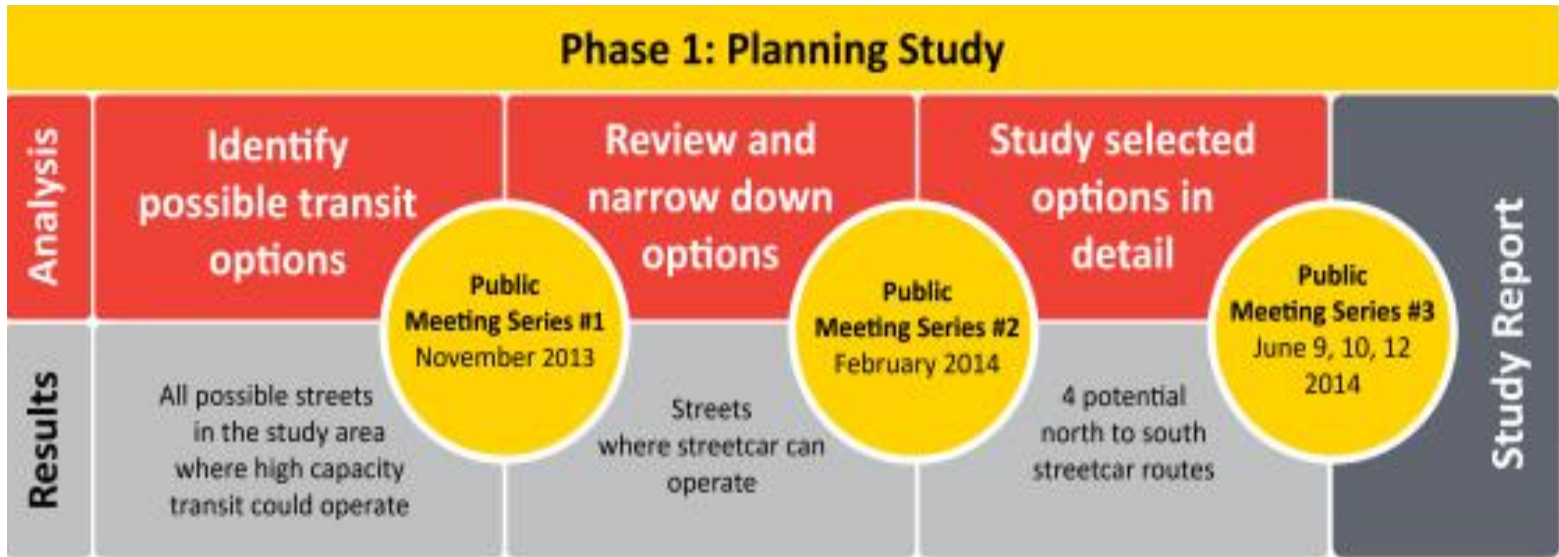 Phase 1: Planning Study
Analysis
Identify
possible transit
options
Review and
narrow down
options
Study selected
options in
detail
Public
Meeting Series #1
November 2013
Public
Meeting Series #2
February 2014
Public
Meeting Series #3
June 9, 10, 12
2014
Results
All possible streets
in the study area
where high capacity
transit could operate
Streets
where streetcar can
operate
4 potential
north to south
streetcar routes
Study Report